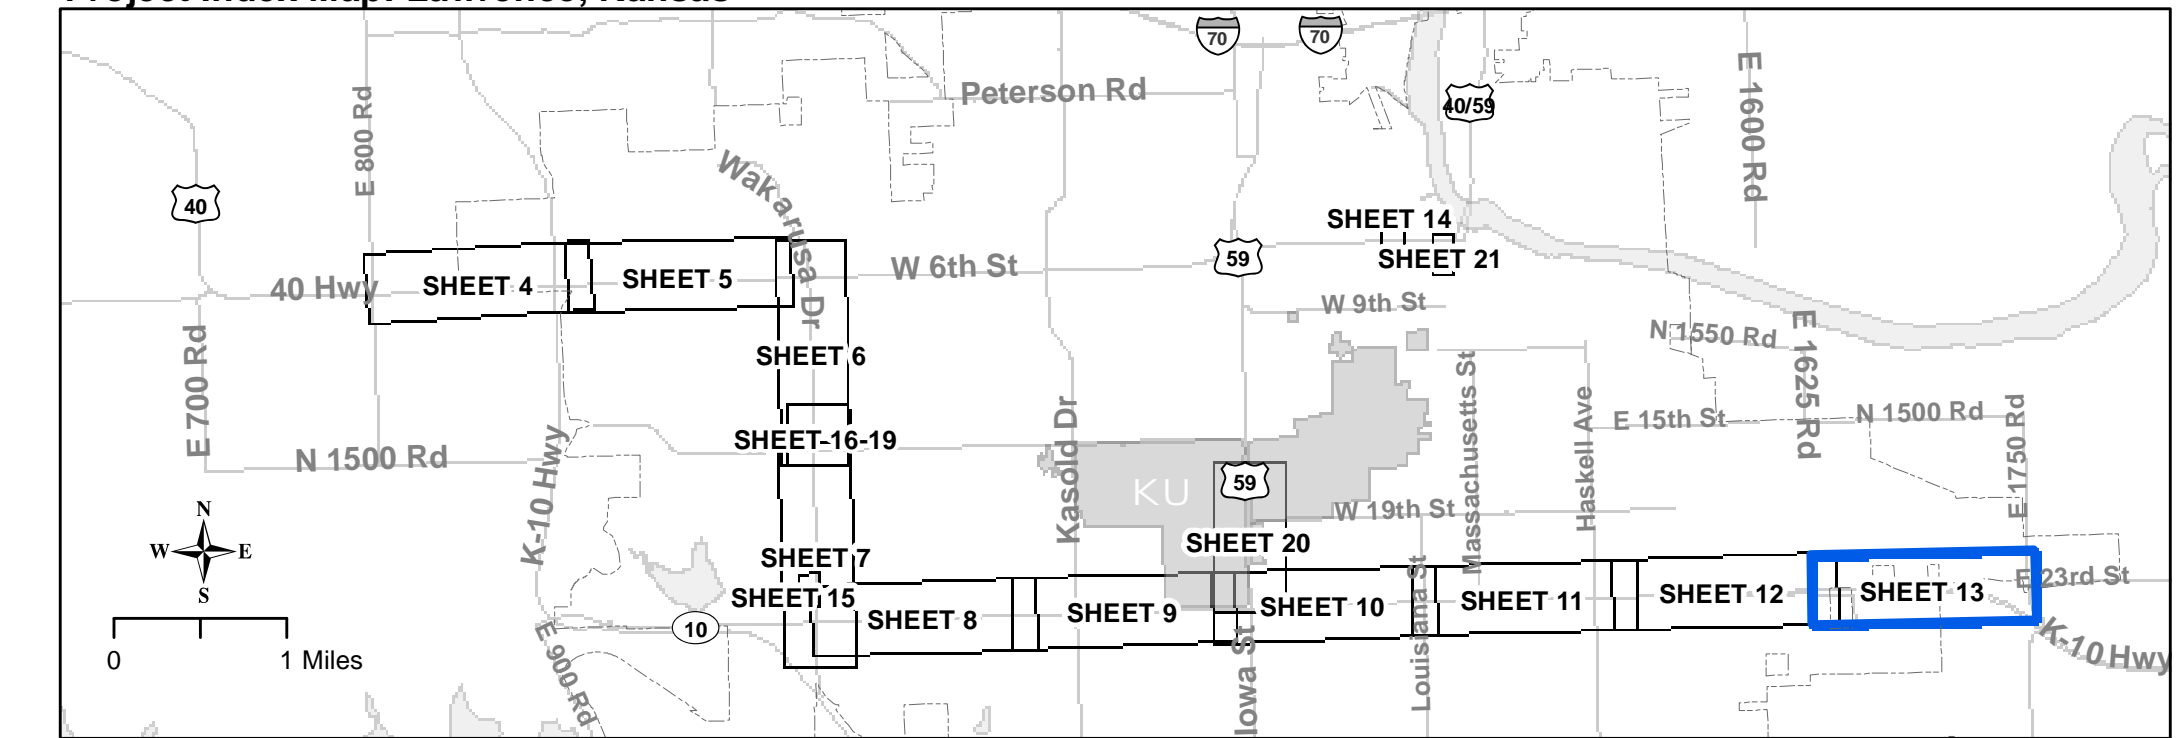 Project Index Map: Lawrence, Kansas
70
70
Peterson Rd
40/59
E 800 Rd
E 1600 Rd
Wakarusa Dr
40
SHEET 14
59
SHEET 21
W 6th St
SHEET 4
SHEET 5
40 Hwy
W 9th St
N 1550 Rd
E 1625 Rd
E 700 Rd
SHEET 6
Massachusetts St
Haskell Ave
E 15th St
N 1500 Rd
E 1750 Rd
SHEET-16-19
N 1500 Rd
K-10 Hwy
Kasold Dr
KU
59
W 19th St
N
W
E
S
SHEET 20
SHEET 7
SHEET 15
SHEET 8
SHEET 9
SHEET 10
SHEET 11
SHEET 12
SHEET 13
E 23rd St
10
E 900 Rd
Iowa St
Louisiana St
K-10 Hwy
0
1 Miles